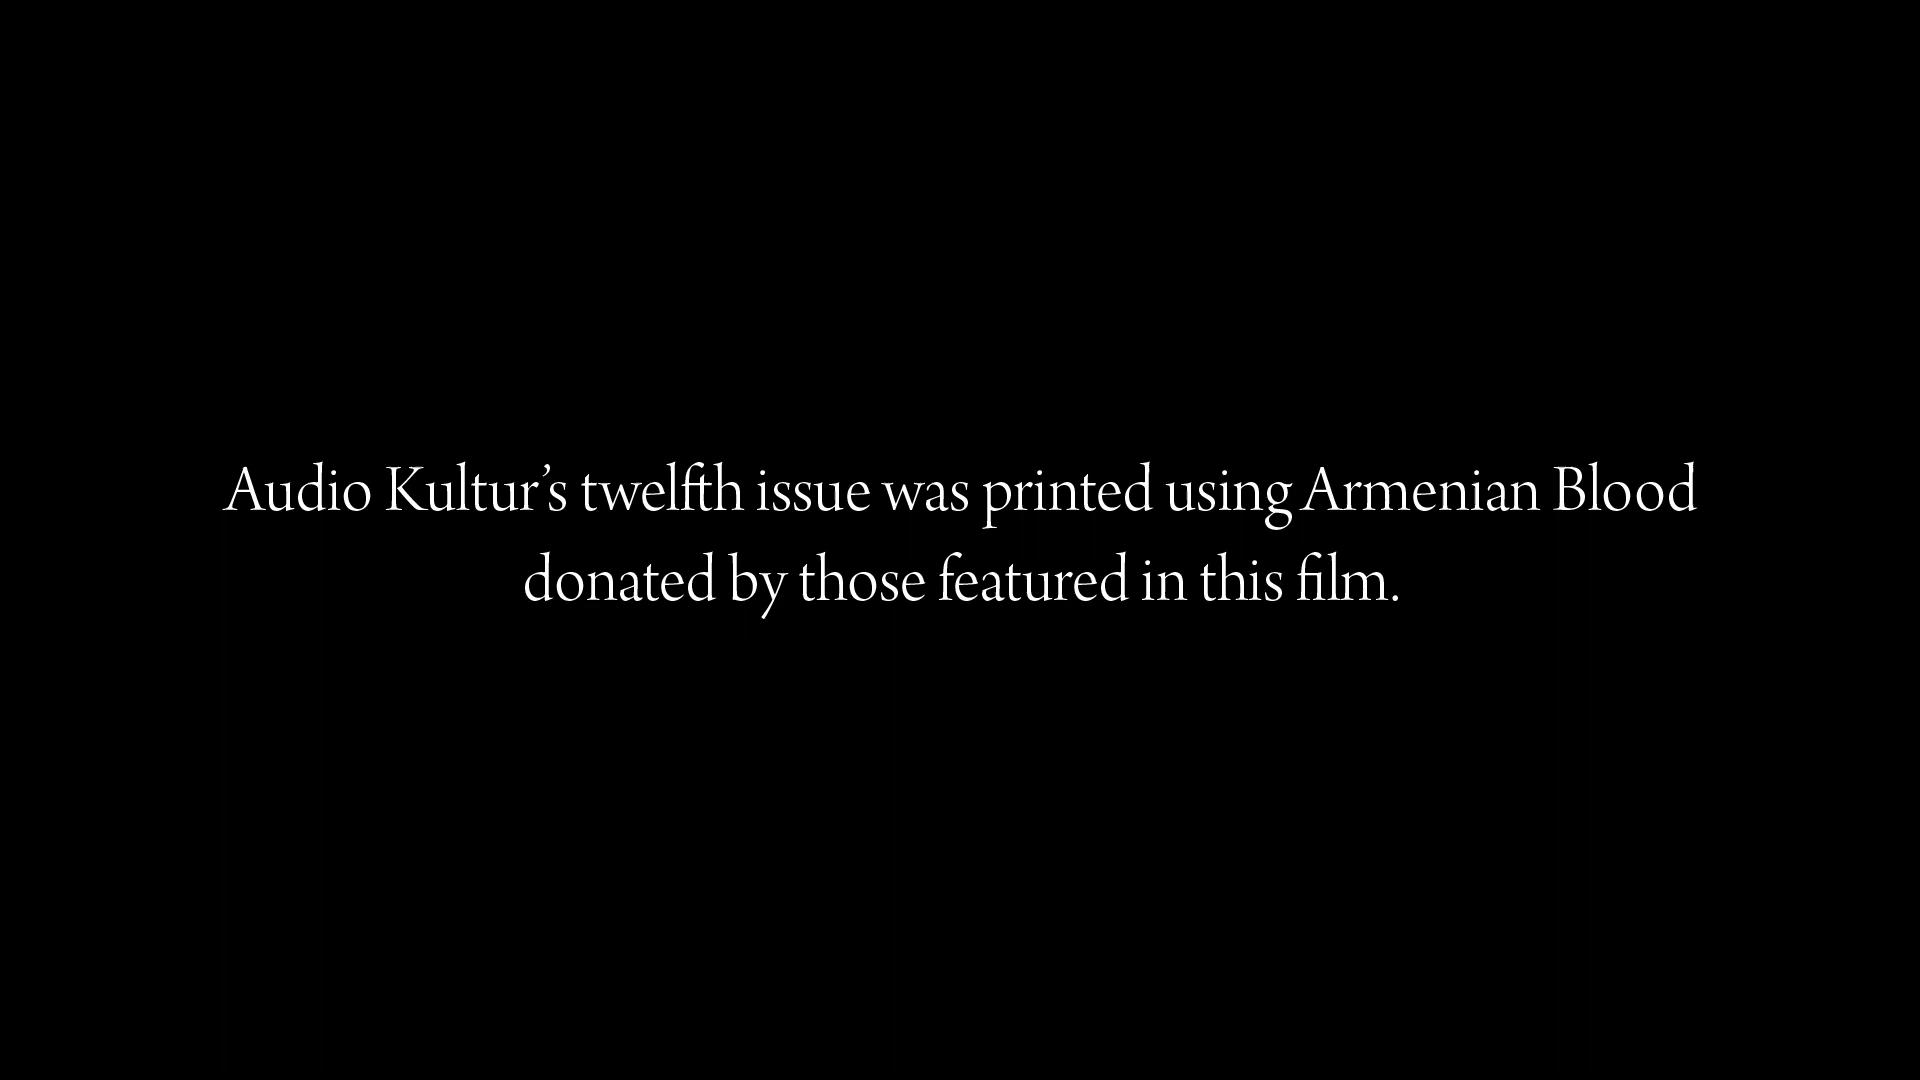 Audio Kultur’s twelfth issue was printed using Armenian Blood
donated by those featured in this film.